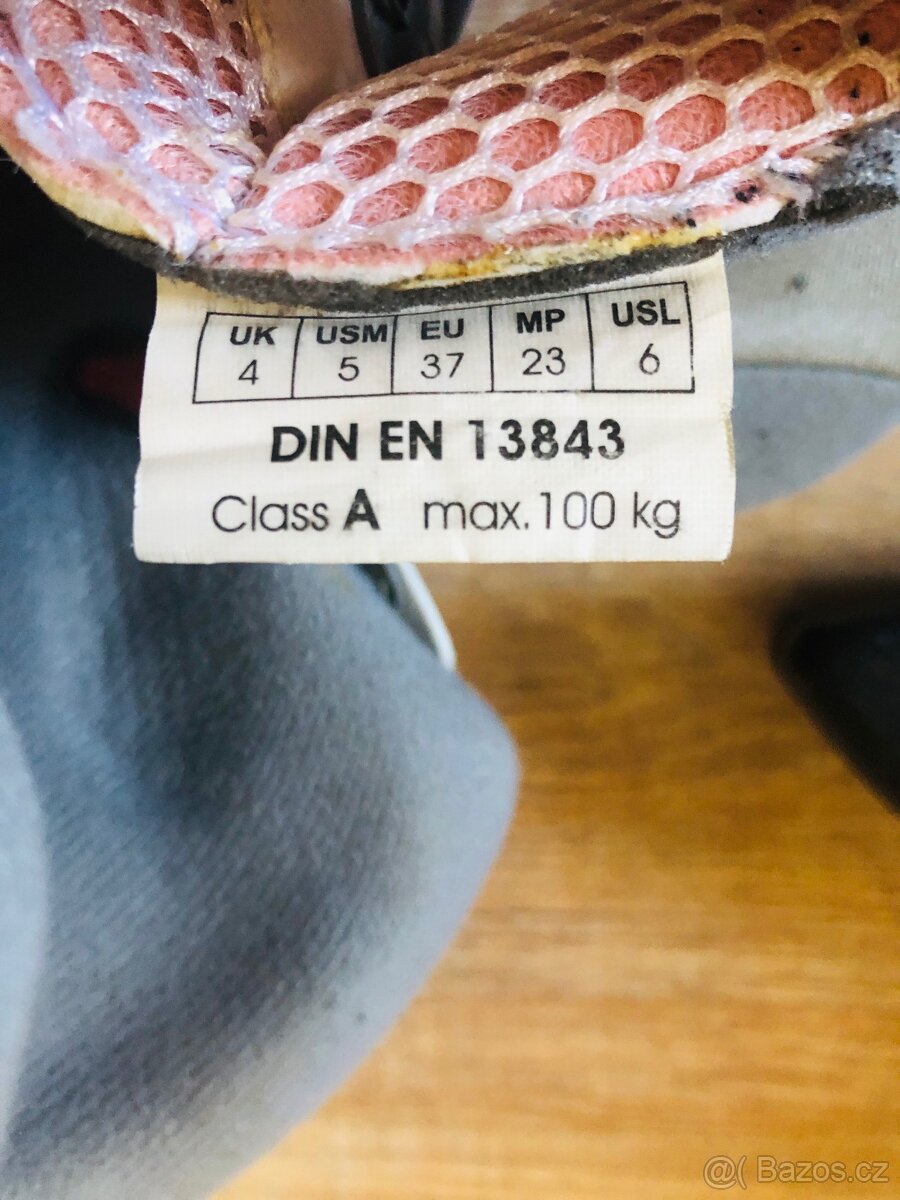 UK USM EU MP USL
4 5 37 23 6
DIN EN 13843
Class A max.100 kg
@( Bazos.cz